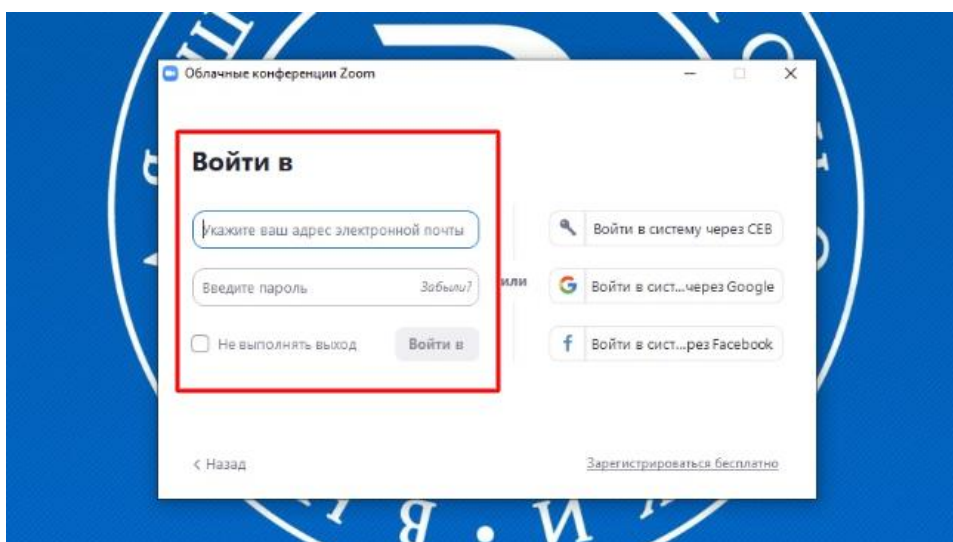 Облачные конференции Zoom
Войти в
Укажите ваш адрес электронной почты
Введите пароль
Забыли?
Не выполнять выход
Войти в
или
Войти в систему через СЕВ
Войти в сист...через Google
Войти в сист...рез Facebook
< Назад
Зарегистрироваться бесплатно